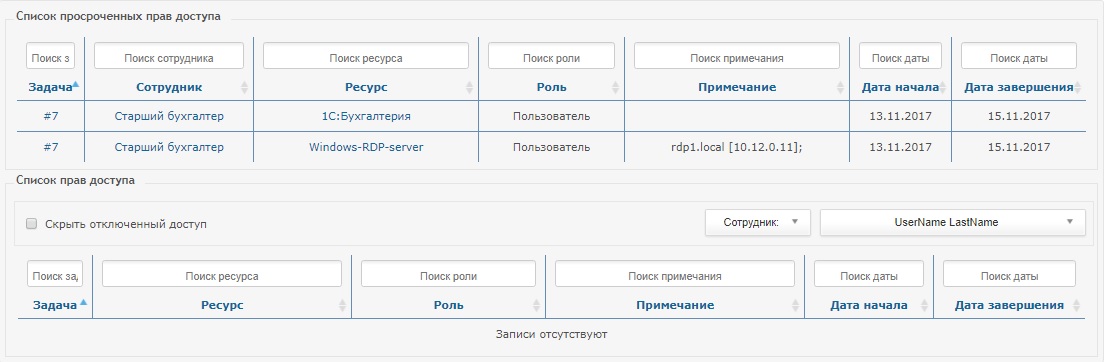 Список просроченных прав доступа
Поиск з Поиск сотрудника Поиск ресурса Поиск роли Поиск примечания Поиск даты Поиск даты
Задача Сотрудник Ресурс Роль Примечание Дата начала Дата завершения
#7 Старший бухгалтер 1С:Бухгалтерия Пользователь 13.11.2017 15.11.2017
#7 Старший бухгалтер Windows-RDP-server Пользователь rdp1.local [10.12.0.11]; 13.11.2017 15.11.2017
Список прав доступа
Скрыть отключенный доступ Сотрудник: UserName LastName
Поиск зад Поиск ресурса Поиск роли Поиск примечания Поиск даты Поиск даты
Задача Ресурс Роль Примечание Дата начала Дата завершения
Записи отсутствуют